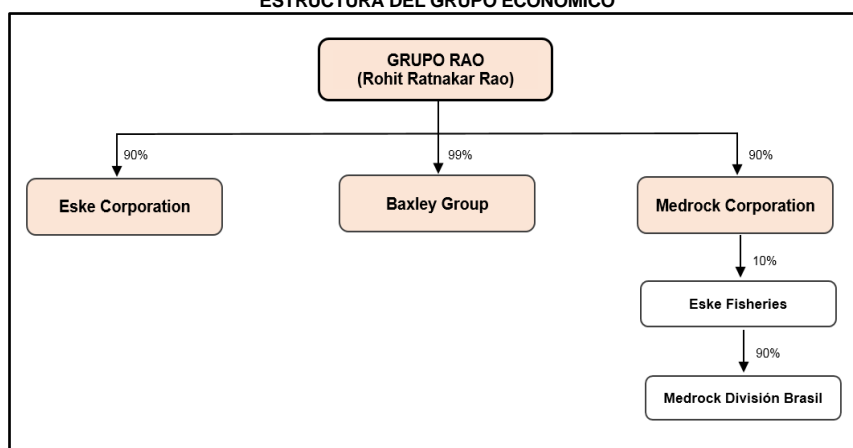 ESTRUCTURA DEL GRUPO ECONÓMICO
GRUPO RAO
(Rohit Ratnakar Rao)
90%
99%
90%
Eske Corporation
Baxley Group
Medrock Corporation
10%
Eske Fisheries
90%
Medrock División Brasil